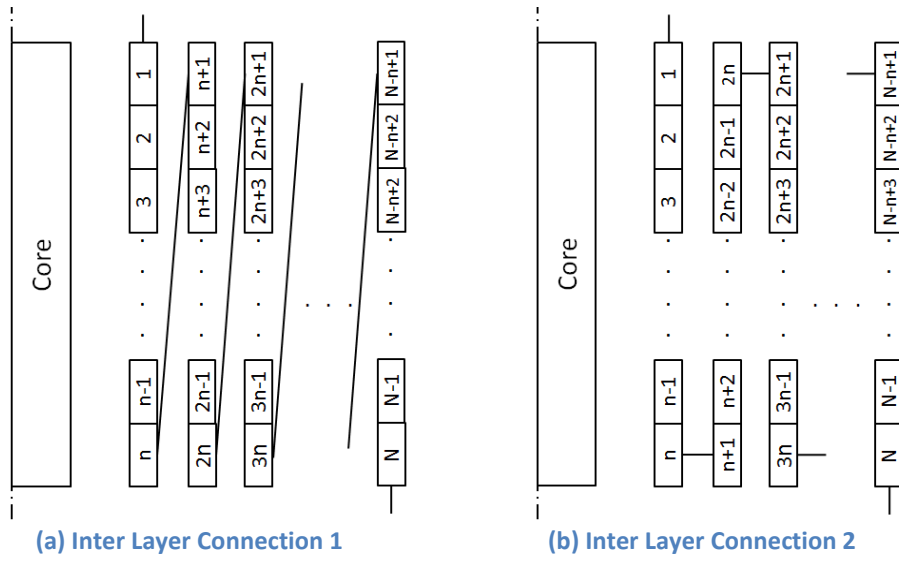 Core
1
2
3
n-1
n
n+1
n+2
n+3
2n-1
2n
2n+1
2n+2
2n+3
3n-1
3n
N-n+1
N-n+2
N-n+2
N-1
N
(a) Inter Layer Connection 1
Core
1
2
3
n-1
n
2n
2n-1
2n-2
n+2
n+1
2n+1
2n+2
2n+3
3n-1
3n
N-n+1
N-n+2
N-n+3
N-1
N
(b) Inter Layer Connection 2